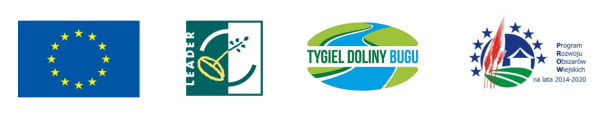 LEADER
TYGIEL DOLINY BUGU
Program
Rozwoju
Obszarów
Wiejskich
na lata 2014-2020